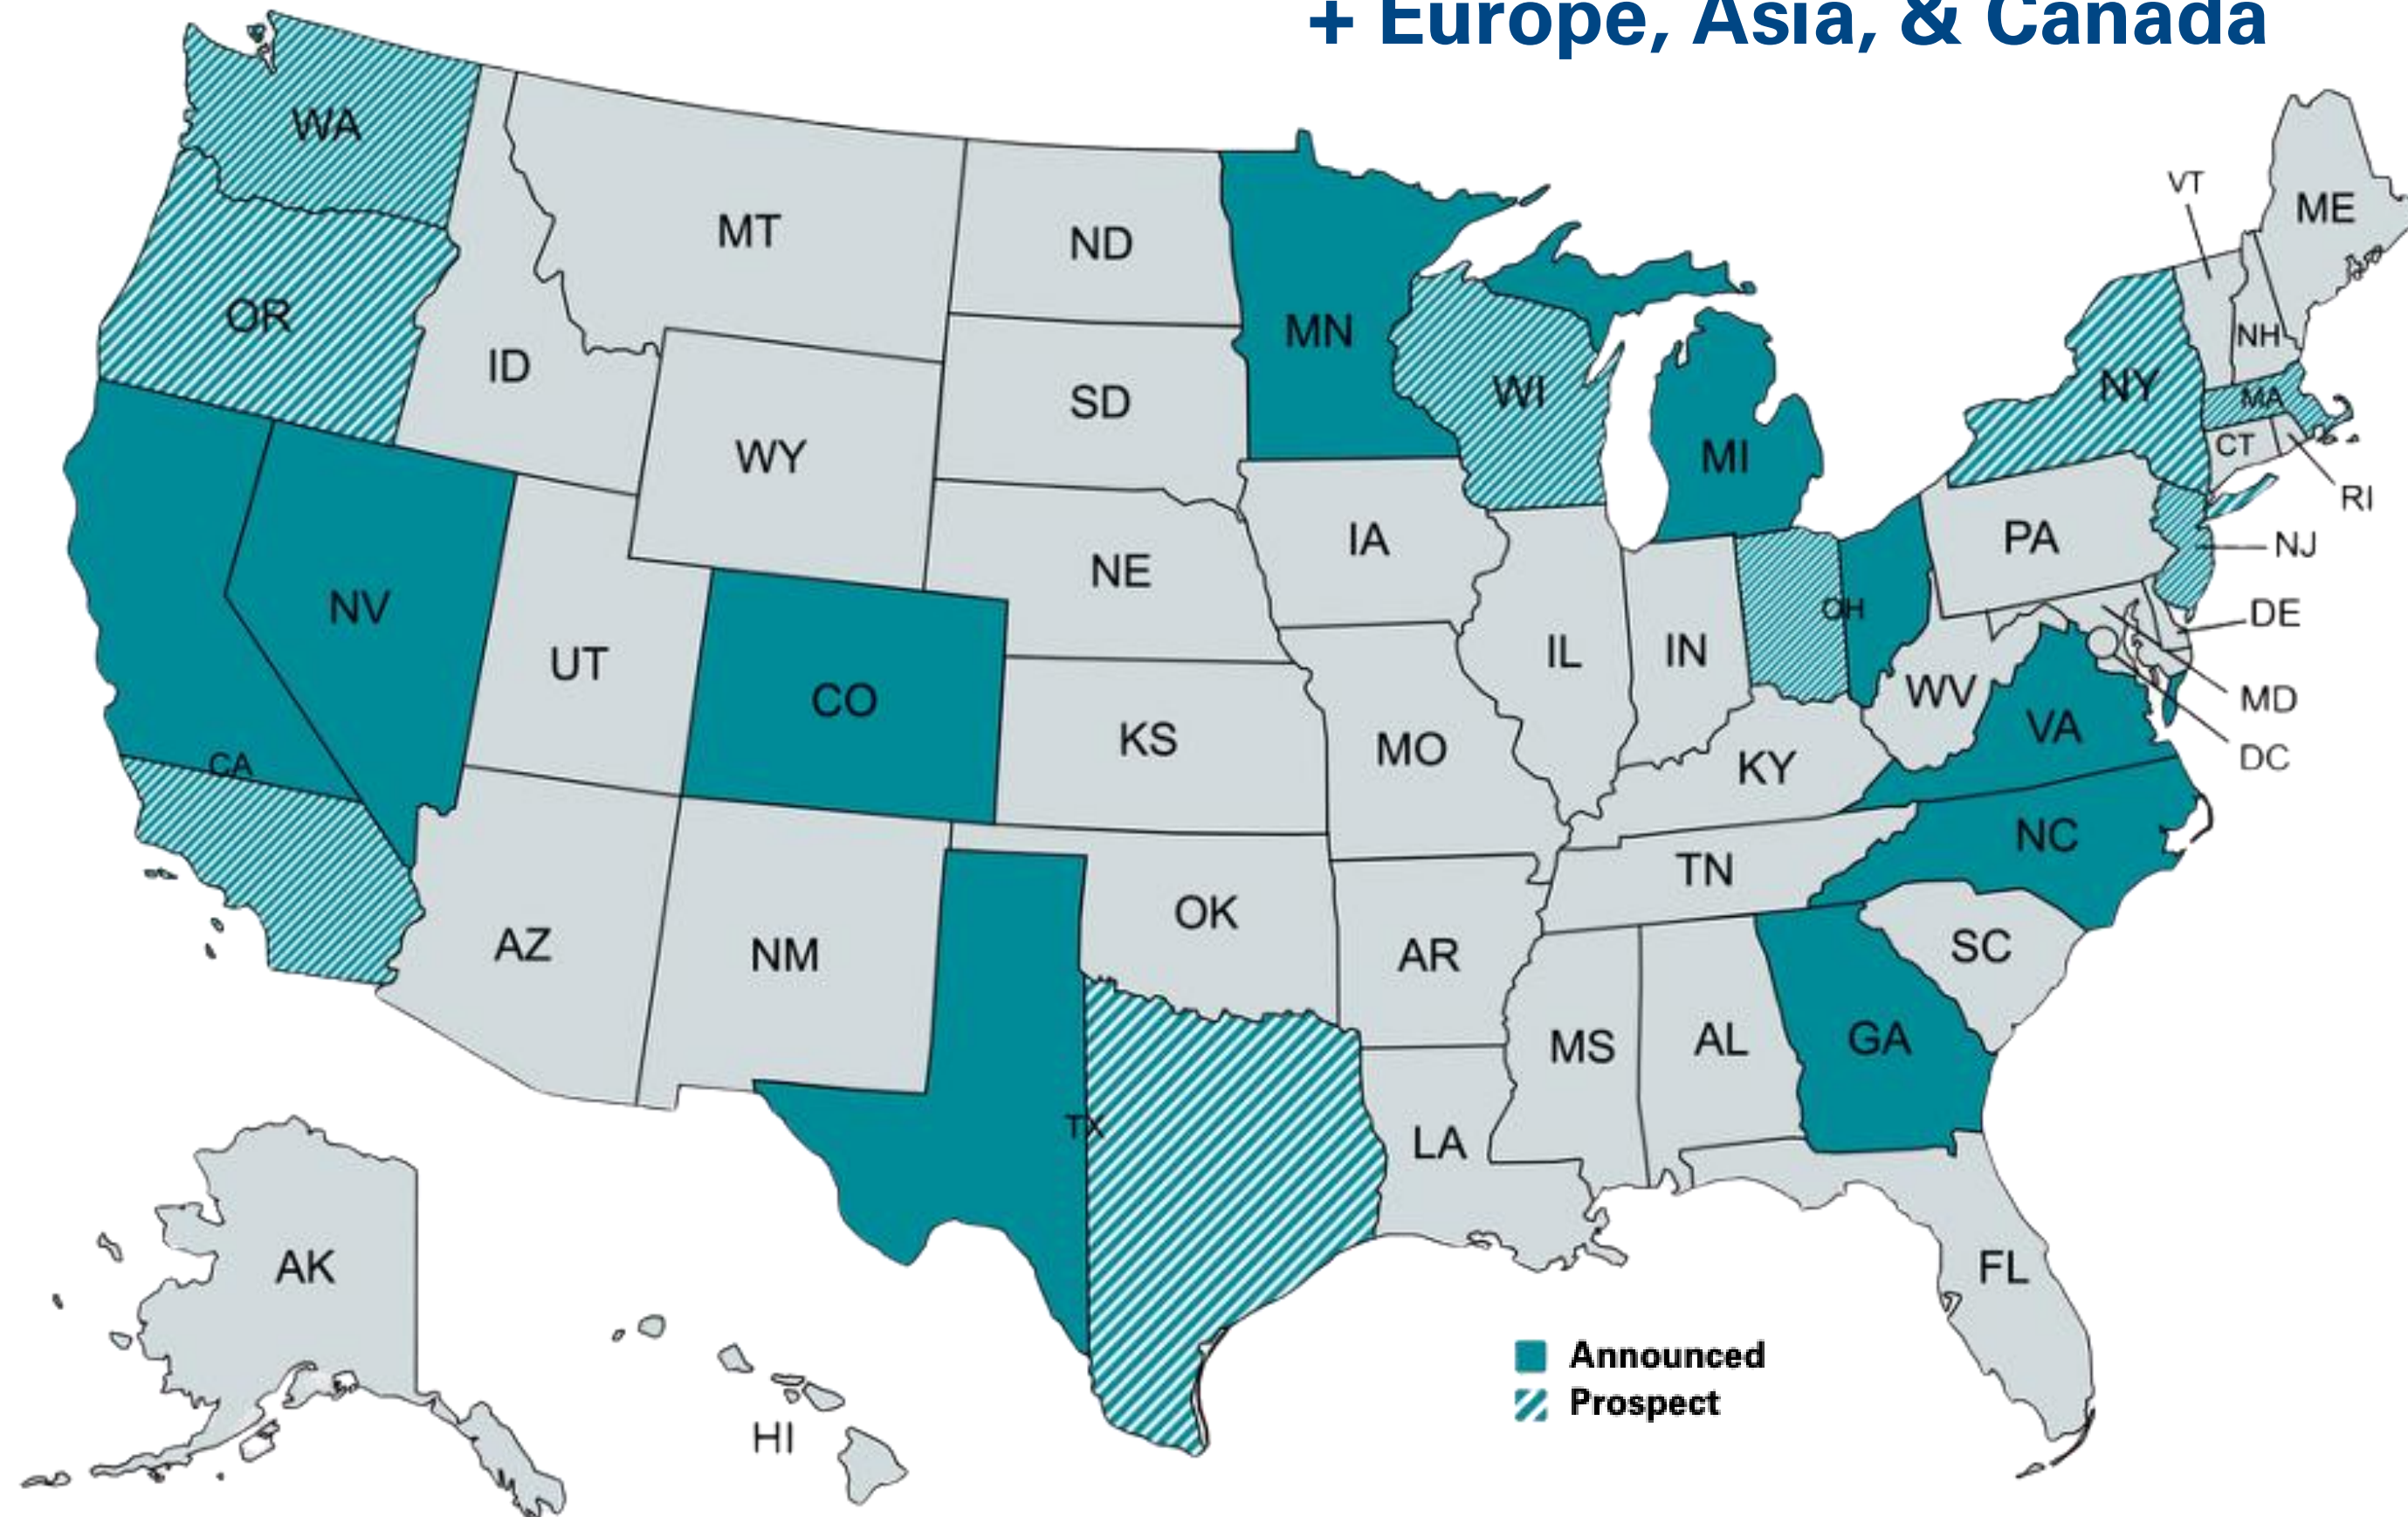 + Europe, Asia, & Canada
WA
MT
ND
MN
VT
ME
OR
ID
SD
WI
MI
NY
NH
MA
CT
RI
WY
NE
IA
PA
NJ
NV
UT
CO
KS
MO
IL
IN
OH
WV
VA
DE
MD
DC
CA
KY
NC
TN
AZ
NM
OK
AR
SC
MS
AL
GA
TX
LA
FL
AK
HI
Announced
Prospect